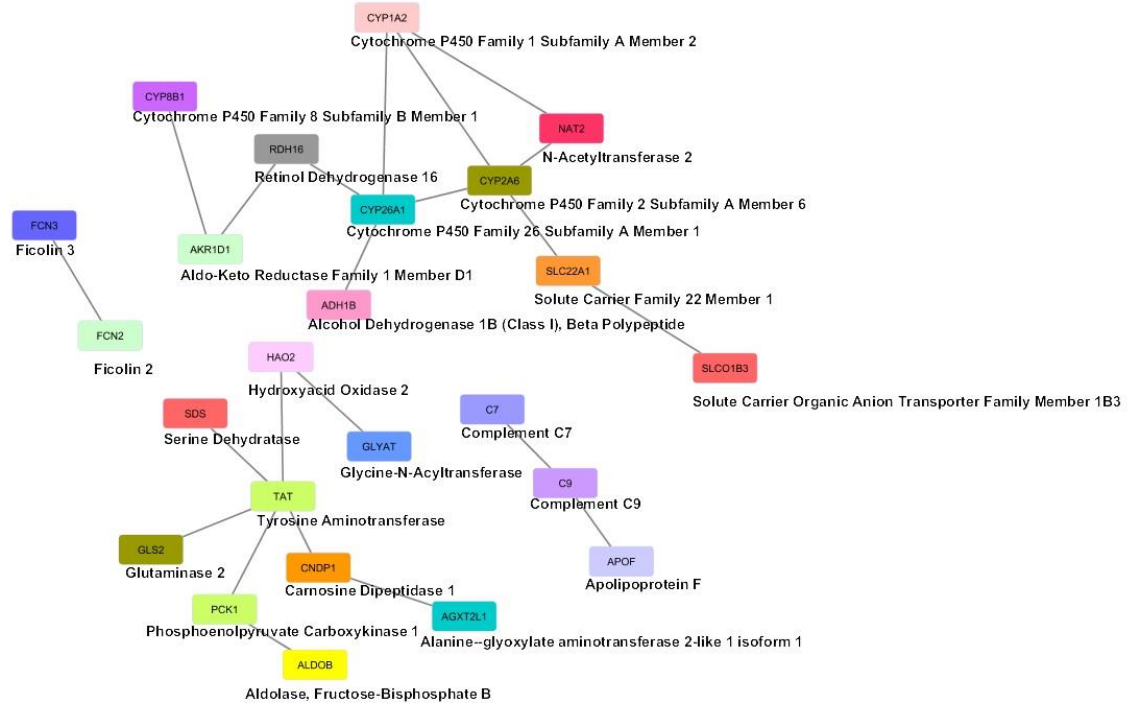 CYP1A2
Cytochrome P450 Family 1 Subfamily A Member 2
CYP8B1
Cytochrome P450 Family 8 Subfamily B Member 1
NAT2
N-Acetyltransferase 2
RDH16
Retinol Dehydrogenase 16
CYP2A6
Cytochrome P450 Family 2 Subfamily A Member 6
CYP26A1
Cytochrome P450 Family 26 Subfamily A Member 1
FCN3
Ficolin 3
AKR1D1
Aldo-Keto Reductase Family 1 Member D1
SLC22A1
Solute Carrier Family 22 Member 1
ADH1B
Alcohol Dehydrogenase 1B (Class I), Beta Polypeptide
FCN2
Ficolin 2
HAO2
Hydroxyacid Oxidase 2
SLCO1B3
Solute Carrier Organic Anion Transporter Family Member 1B3
SDS
Serine Dehydratase
C7
Complement C7
GLYAT
Glycine-N-Acyltransferase
C9
Complement C9
TAT
Tyrosine Aminotransferase
GLS2
Glutaminase 2
CNDP1
Carnosine Dipeptidase 1
APOF
Apolipoprotein F
PCK1
Phosphoenolpyruvate Carboxykinase 1
AGXT2L1
Alanine--glyoxylate aminotransferase 2-like 1 isoform 1
ALDOB
Aldolase, Fructose-Bisphosphate B